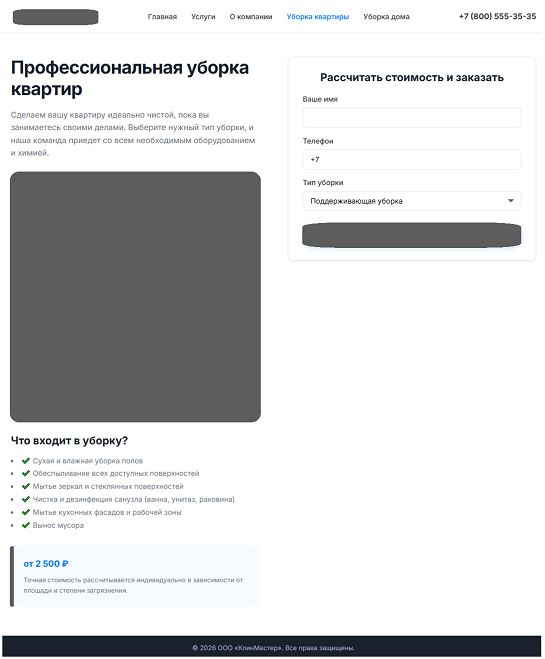 Главная Услуги О компании Уборка квартиры Уборка дома +7 (800) 555-35-35
Профессиональная уборка
квартир
Сделаем вашу квартиру идеально чистой, пока вы
занимаетесь своими делами. Выберите нужный тип уборки, и
наша команда приедет со всем необходимым оборудованием
и химией.
Что входит в уборку?
Сухая и влажная уборка полов
Обеспыливание всех доступных поверхностей
Мытье зеркал и стеклянных поверхностей
Чистка и дезинфекция санузла (ванна, унитаз, раковина)
Мытье кухонных фасадов и рабочей зоны
Вынос мусора
от 2 500 ₽
Точная стоимость рассчитывается индивидуально в зависимости от
площади и степени загрязнения.
Рассчитать стоимость и заказать
Ваше имя
Телефон
+7
Тип уборки
Поддерживающая уборка
© 2026 ООО «КлинМастер». Все права защищены.